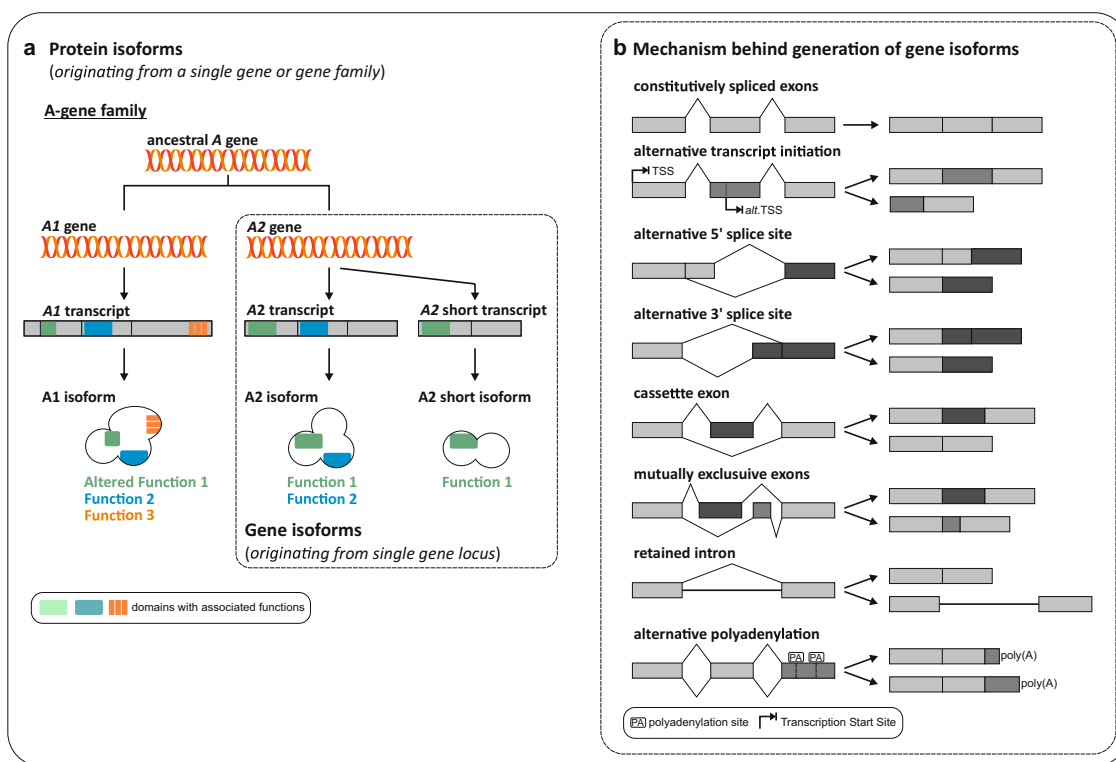 a Protein isoforms
(originating from a single gene or gene family)
A-gene family
ancestral A gene
A1 gene
A2 gene
A1 transcript
A2 transcript
A2 short transcript
A1 isoform
A2 isoform
A2 short isoform
Altered Function 1
Function 2
Function 3
Function 1
Function 2
Function 1
Gene isoforms
(originating from single gene locus)
domains with associated functions
b Mechanism behind generation of gene isoforms
constitutively spliced exons
alternative transcript initiation
TSS
alt.TSS
alternative 5' splice site
alternative 3' splice site
cassettte exon
mutually exclusuive exons
retained intron
alternative polyadenylation
PA PA
poly(A)
poly(A)
PA polyadenylation site Transcription Start Site